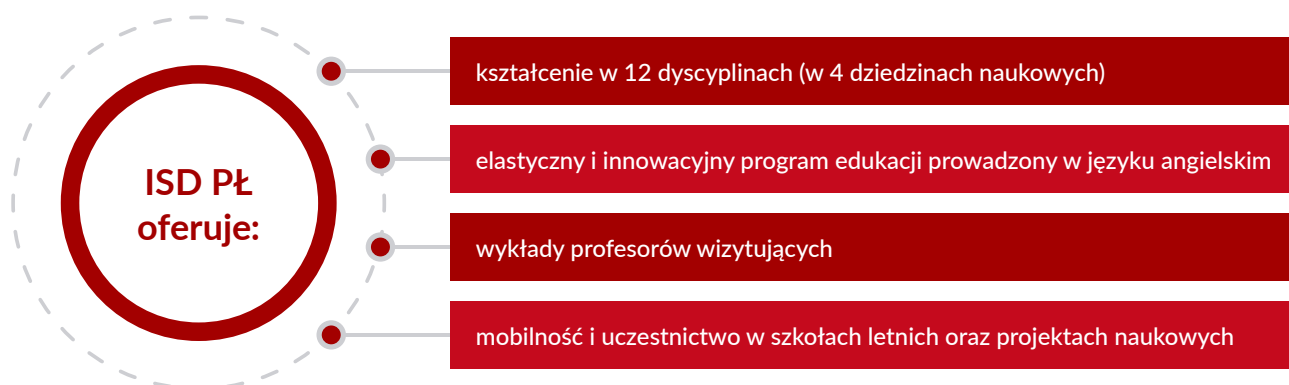 ISD PŁ
oferuje:
kształcenie w 12 dyscyplinach (w 4 dziedzinach naukowych)
elastyczny i innowacyjny program edukacji prowadzony w języku angielskim
wykłady profesorów wizytujących
mobilność i uczestnictwo w szkołach letnich oraz projektach naukowych